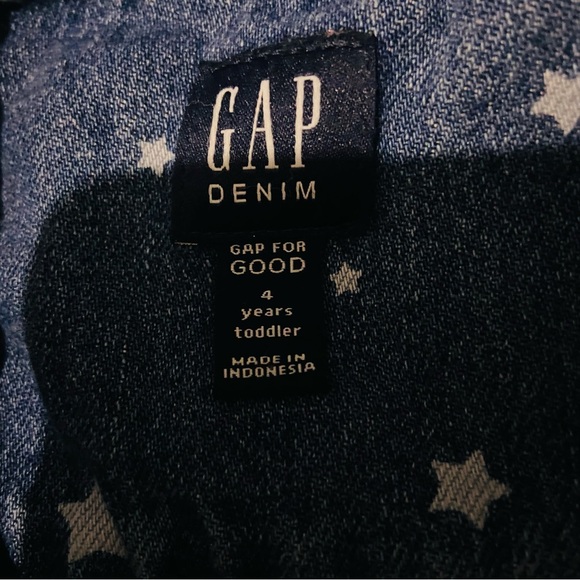 GAP
DENIM
GAP FOR
GOOD
4
years
toddler
MADE IN
INDONESIA